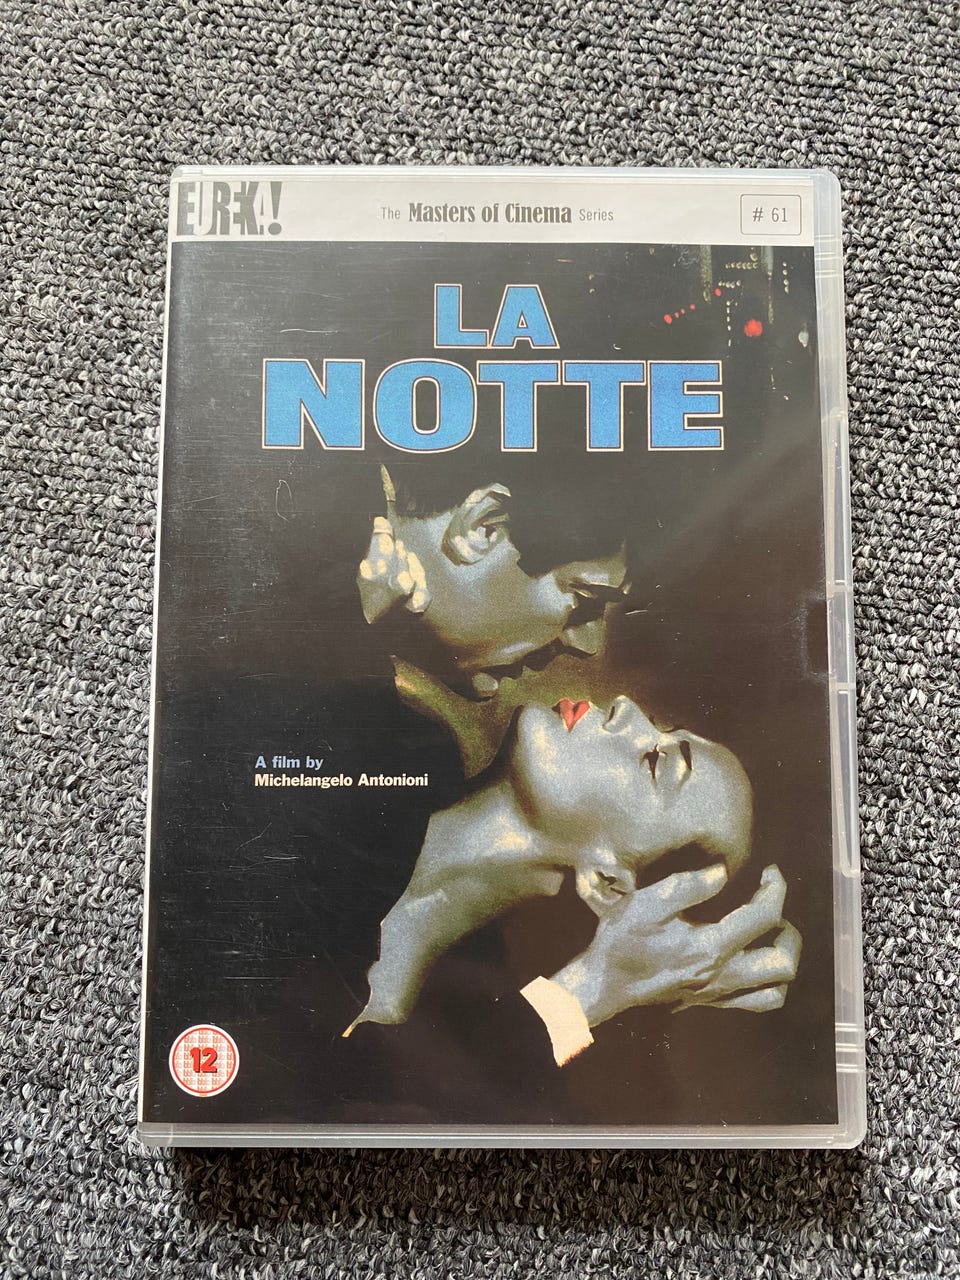 EUREKA!
The Masters of Cinema Series
# 61
LA
NOTTE
A film by
Michelangelo Antonioni
12